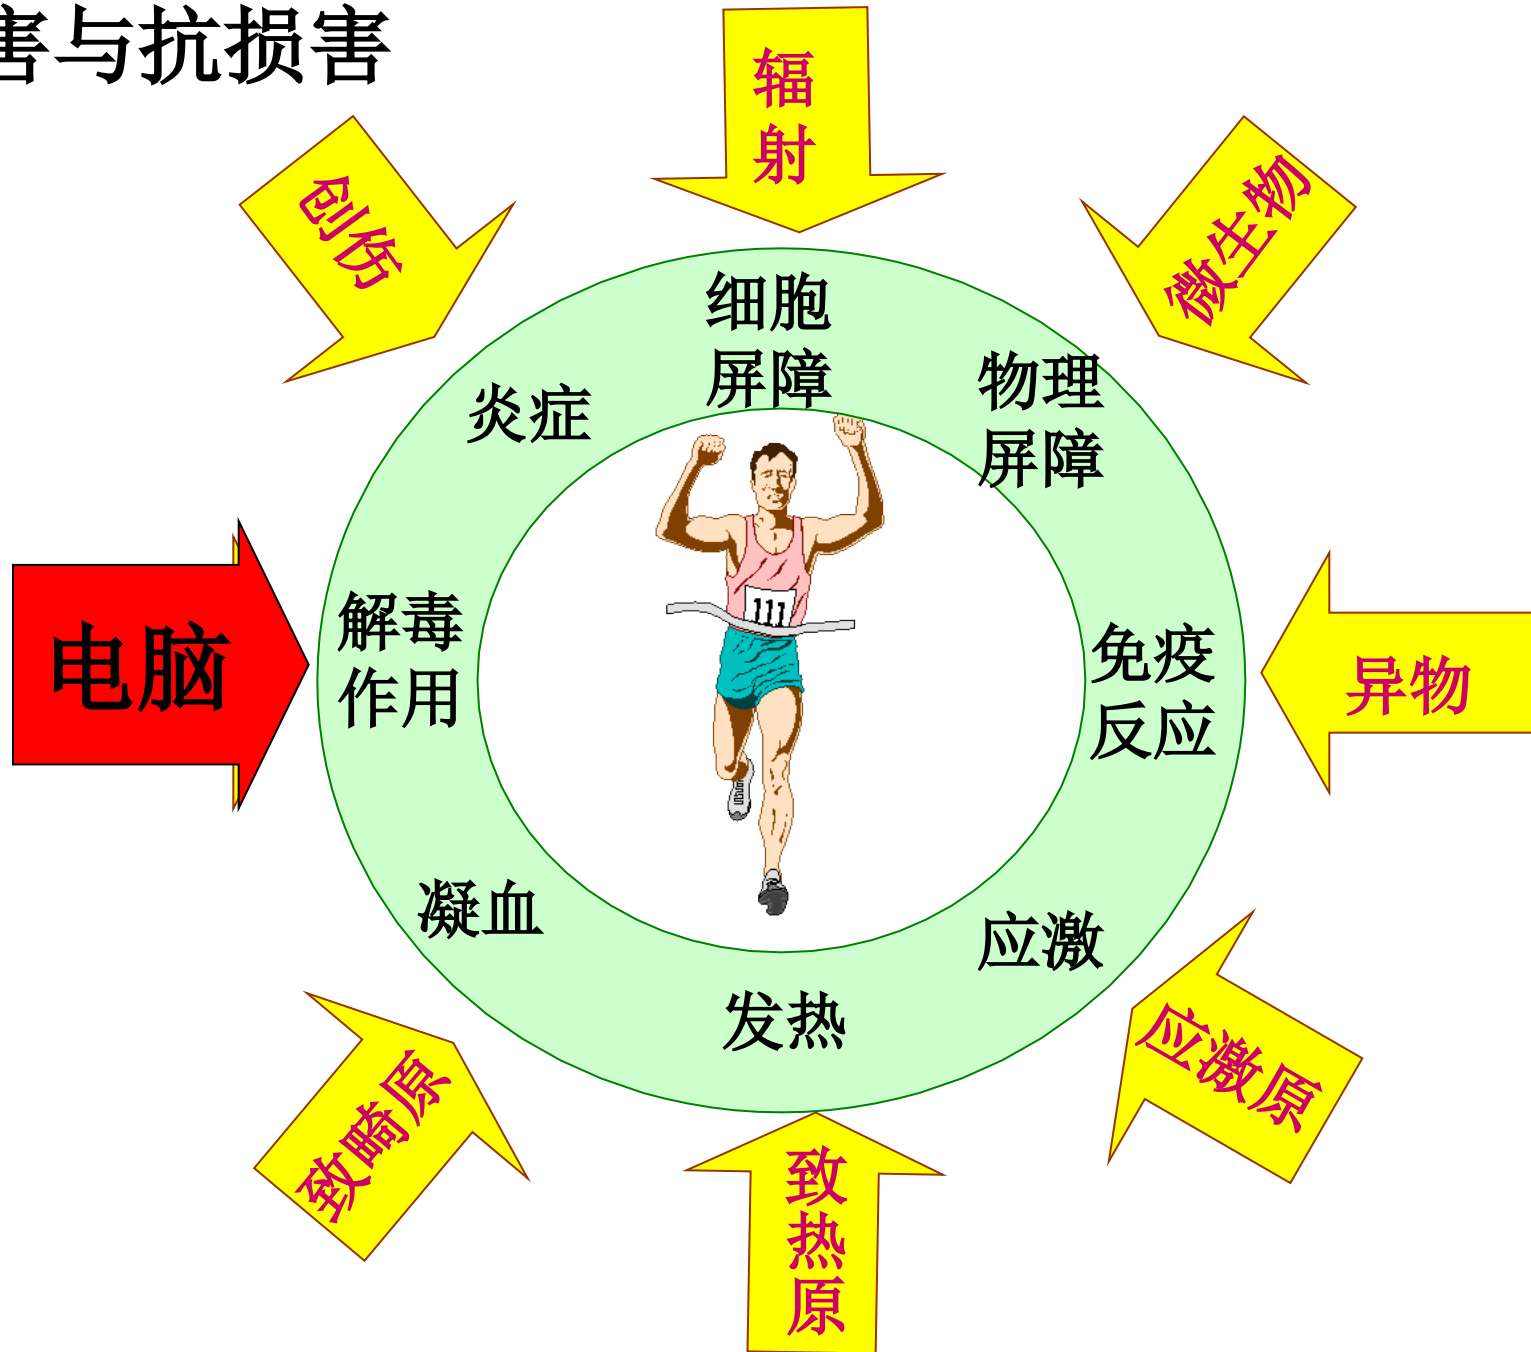 害与抗损害
辐
射
创伤
微生物
细胞
屏障
物理
屏障
炎症
111
解毒
作用
电脑
免疫
反应
异物
凝血
应激
发热
应激原
致畸原
致
热
原